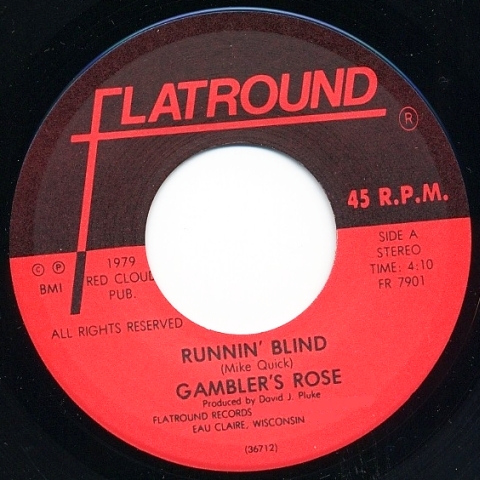 FLATROUND
®
45 R.P.M.
SIDE A
STEREO
TIME: 4:10
FR 7901
© ℗ 1979
BMI RED CLOUD
PUB.
ALL RIGHTS RESERVED
RUNNIN' BLIND
(Mike Quick)
GAMBLER'S ROSE
Produced by David J. Pluke
FLATROUND RECORDS
EAU CLAIRE, WISCONSIN
(36712)